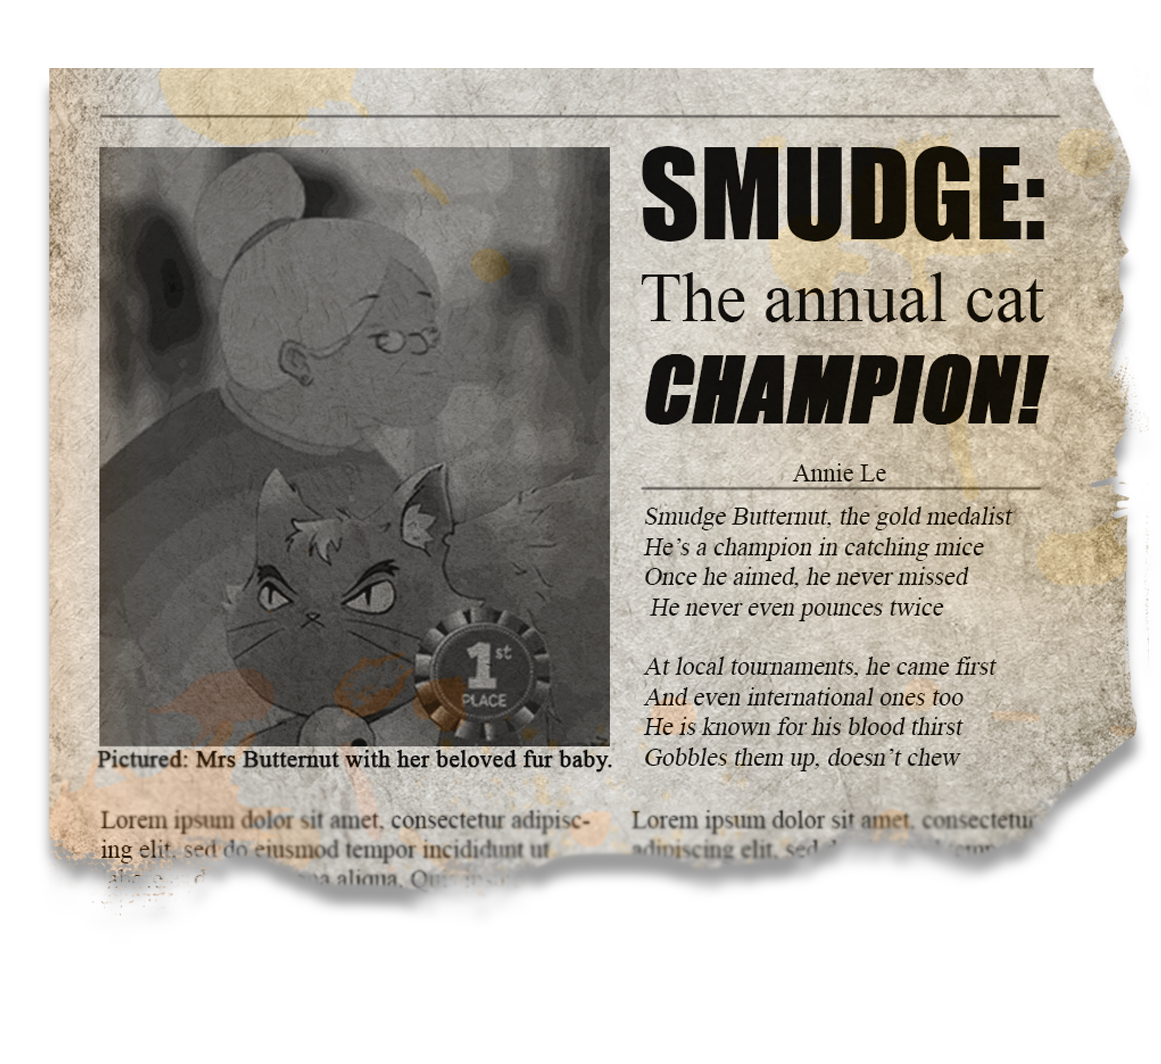 SMUDGE:
The annual cat
CHAMPION!
Annie Le
Smudge Butternut, the gold medalist
He's a champion in catching mice
Once he aimed, he never missed
He never even pounces twice
At local tournaments, he came first
And even international ones too
He is known for his blood thirst
Gobbles them up, doesn't chew
1st
PLACE
Pictured: Mrs Butternut with her beloved fur baby.
Lorem ipsum dolor sit amet, consectetur adipisc-
ing elit, sed do eiusmod tempor incididunt ut
aliqua.
Lorem ipsum dolor sit amet, consectetur
adipiscing elit, sed